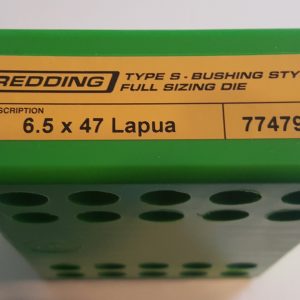 REDDING TYPE S - BUSHING STY
FULL SIZING DIE
SCRIPTION
6.5 x 47 Lapua 77479